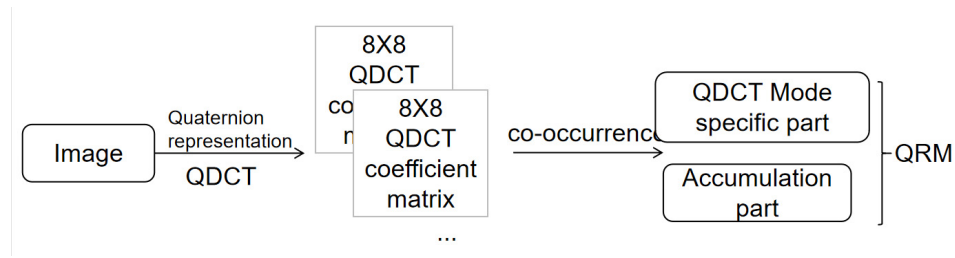 Image
Quaternion
representation
QDCT
8X8
QDCT
8X8
QDCT
coefficient
matrix
...
co-occurrence
QDCT Mode
specific part
Accumulation
part
QRM